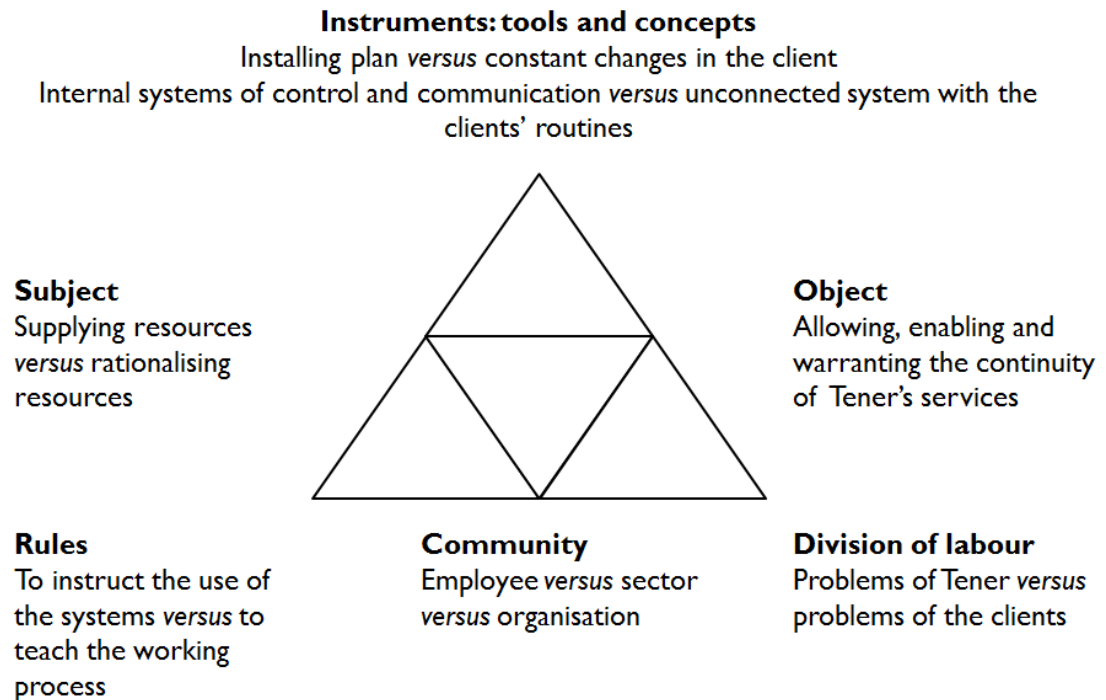 Instruments: tools and concepts
Installing plan versus constant changes in the client
Internal systems of control and communication versus unconnected system with the
clients’ routines
Subject
Supplying resources
versus rationalising
resources
Object
Allowing, enabling and
warranting the continuity
of Tener’s services
Rules
To instruct the use of
the systems versus to
teach the working
process
Community
Employee versus sector
versus organisation
Division of labour
Problems of Tener versus
problems of the clients